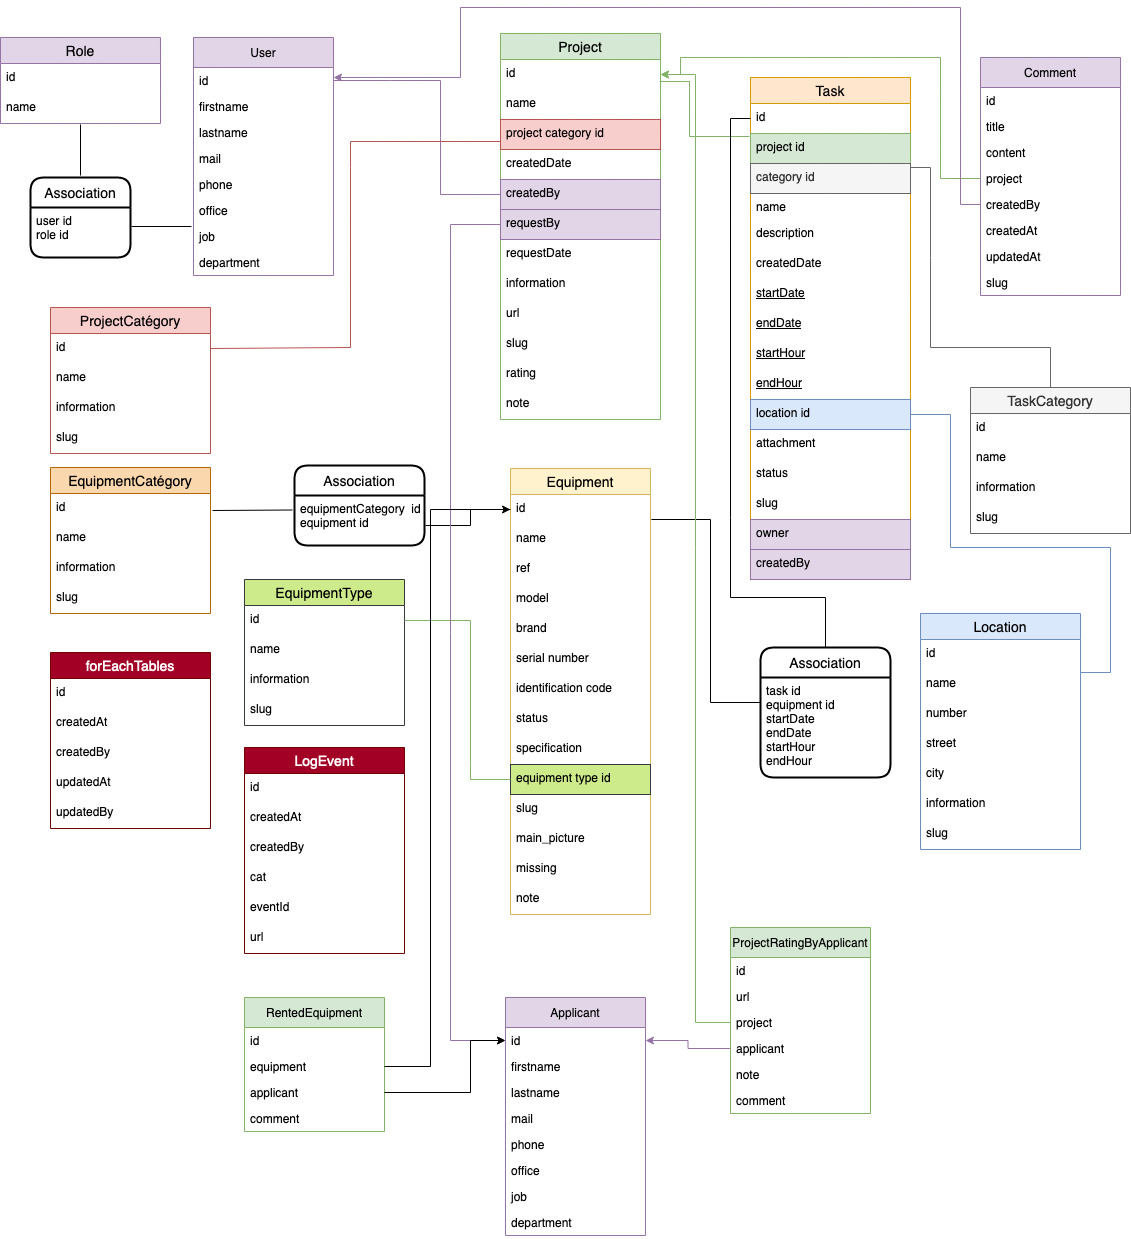 Role
id
name
User
id
firstname
lastname
mail
phone
office
job
department
Association
user id
role id
Project
id
name
project category id
createdDate
createdBy
requestBy
requestDate
information
url
slug
rating
note
Task
id
project id
category id
name
description
createdDate
startDate
endDate
startHour
endHour
location id
attachment
status
slug
owner
createdBy
Comment
id
title
content
project
createdBy
createdAt
updatedAt
slug
ProjectCatégory
id
name
information
slug
TaskCategory
id
name
information
slug
EquipmentCatégory
id
name
information
slug
Association
equipmentCategory id
equipment id
Equipment
id
name
ref
model
brand
serial number
identification code
status
specification
equipment type id
slug
main_picture
missing
note
EquipmentType
id
name
information
slug
Location
id
name
number
street
city
information
slug
Association
task id
equipment id
startDate
endDate
startHour
endHour
forEachTables
id
createdAt
createdBy
updatedAt
updatedBy
LogEvent
id
createdAt
createdBy
cat
eventId
url
ProjectRatingByApplicant
id
url
project
applicant
note
comment
RentedEquipment
id
equipment
applicant
comment
Applicant
id
firstname
lastname
mail
phone
office
job
department